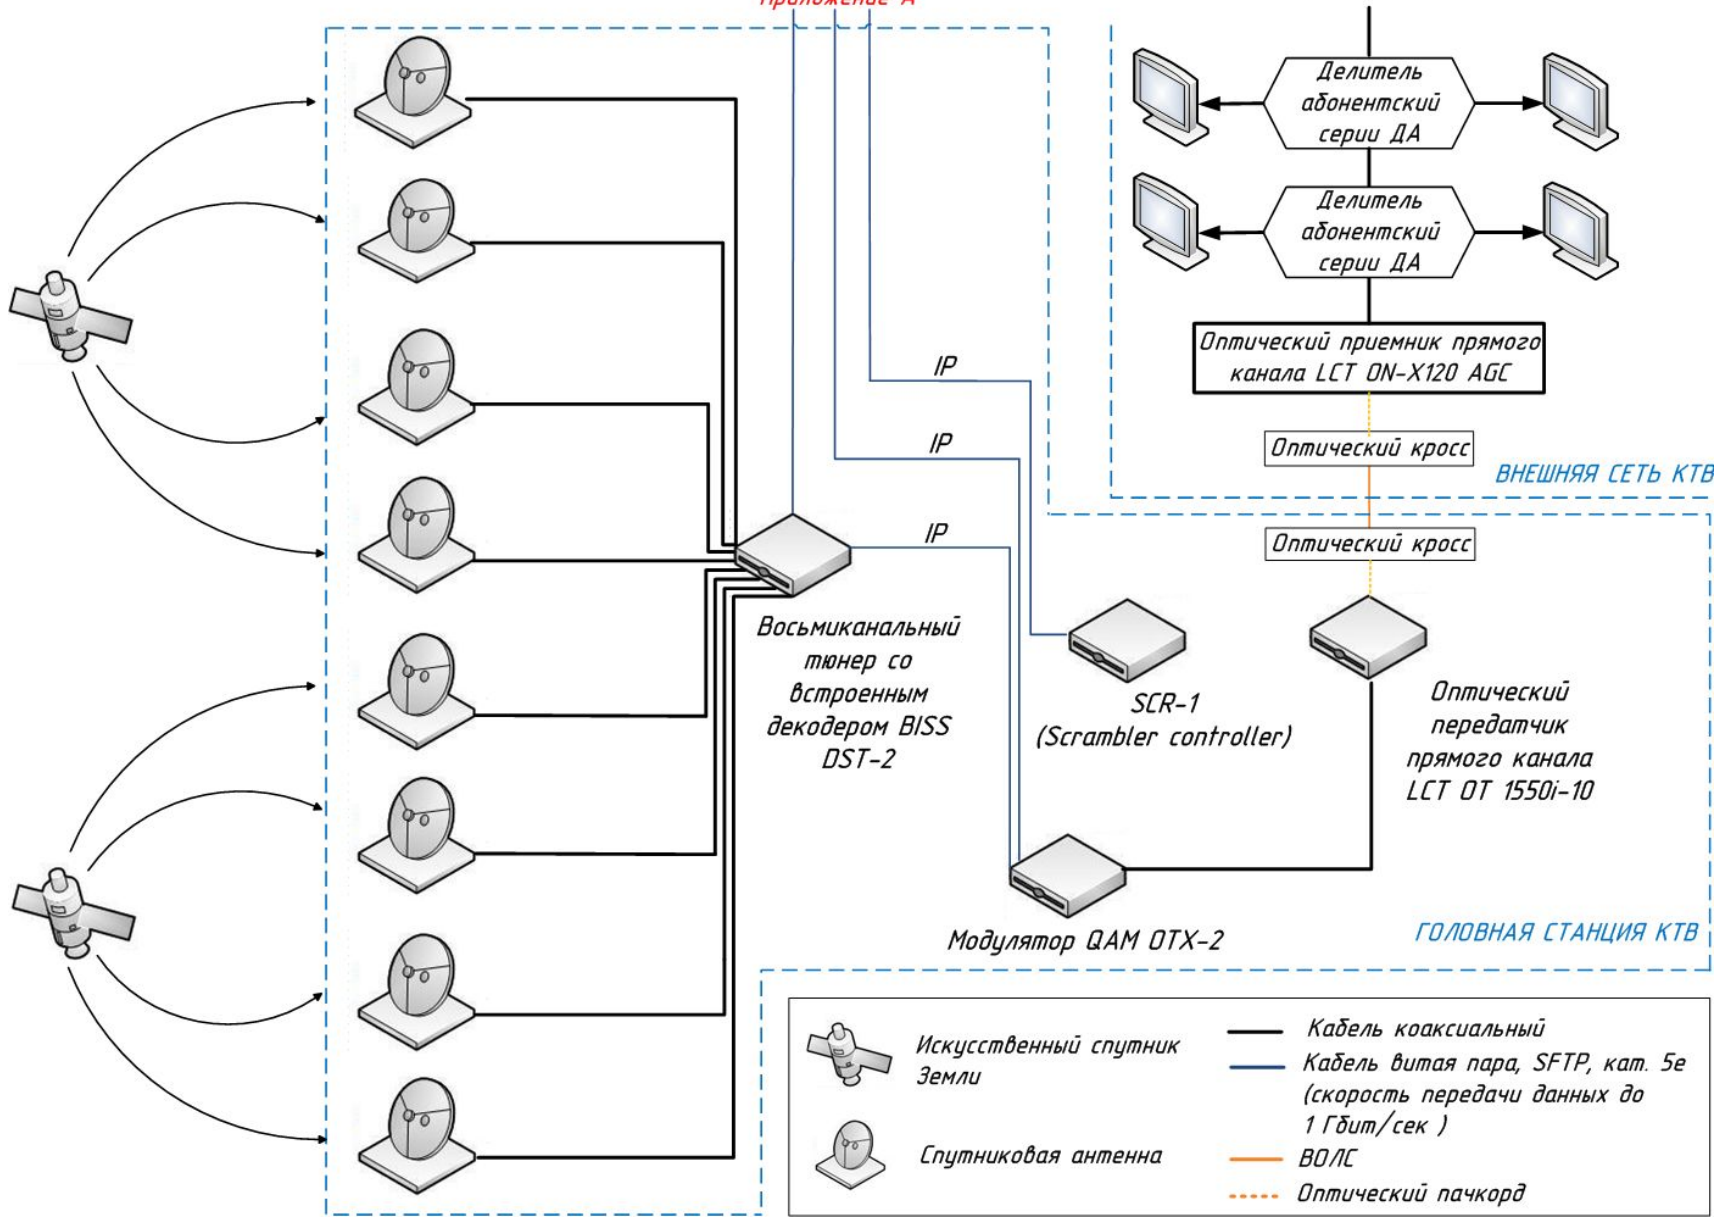 Приложение А
Делитель
абонентский
серии ДА
Делитель
абонентский
серии ДА
Оптический приемник прямого
канала LCT ON-X120 AGC
IP
Оптический кросс
IP
ВНЕШНЯЯ СЕТЬ КТВ
IP
Оптический кросс
Восьмиканальный
тюнер со
встроенным
декодером BISS
DST-2
SCR-1
(Scrambler controller)
Оптический
передатчик
прямого канала
LCT OT 1550i-10
Модулятор QAM OTX-2
ГОЛОВНАЯ СТАНЦИЯ КТВ
Искусственный спутник
Земли
Спутниковая антенна
Кабель коаксиальный
Кабель витая пара, SFTP, кат. 5е
(скорость передачи данных до
1 Гбит/сек )
ВОЛС
Оптический пачкорд